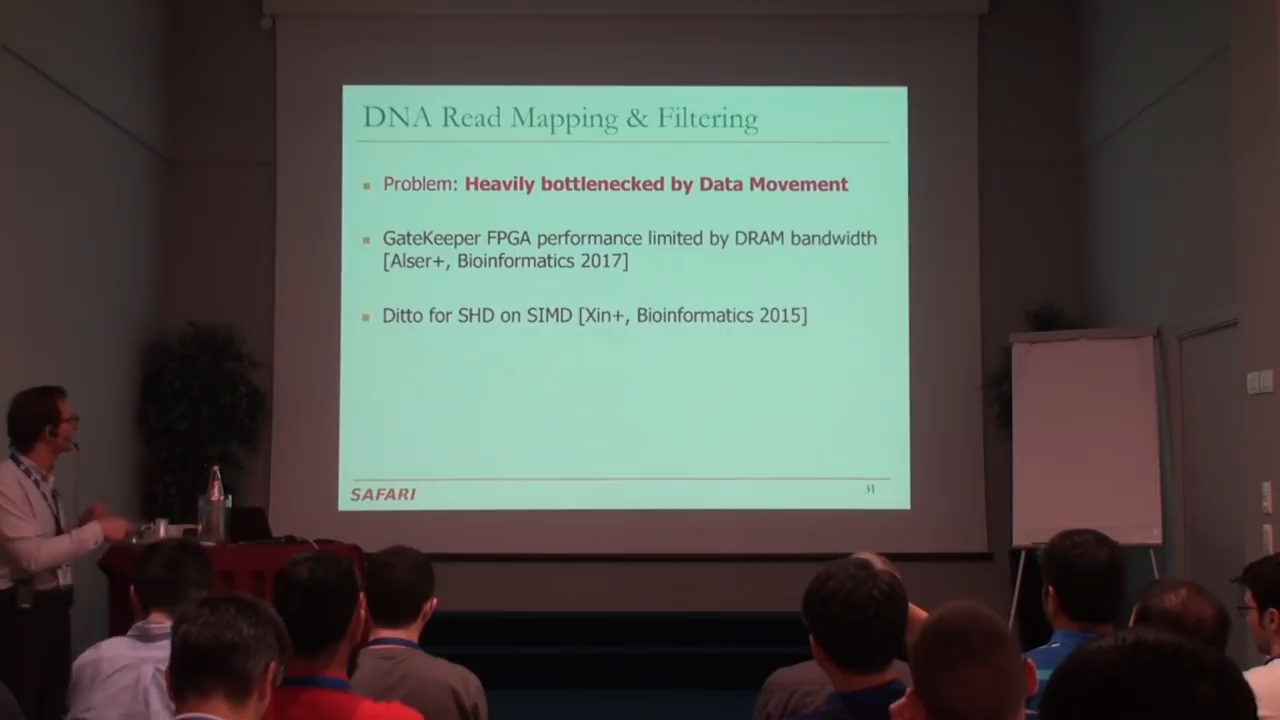 DNA Read Mapping & Filtering
Problem: Heavily bottlenecked by Data Movement
GateKeeper FPGA performance limited by DRAM bandwidth
[Alser+, Bioinformatics 2017]
Ditto for SHD on SIMD [Xin+, Bioinformatics 2015]
SAFARI
31